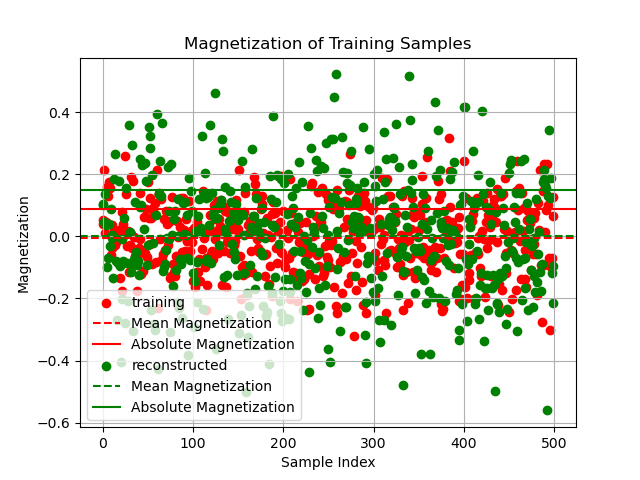 Magnetization of Training Samples
Magnetization
0.4
0.2
0.0
−0.2
−0.4
−0.6
training
Mean Magnetization
Absolute Magnetization
reconstructed
Mean Magnetization
Absolute Magnetization
0
100
200
300
400
500
Sample Index